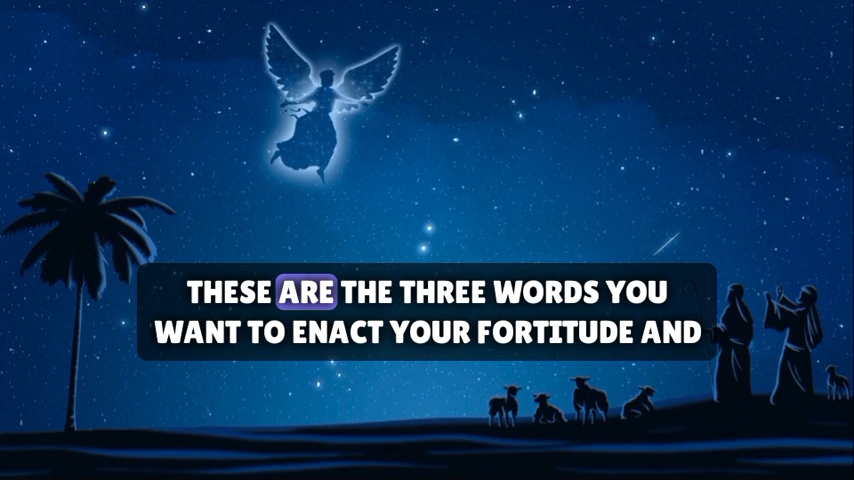 THESE ARE THE THREE WORDS YOU
WANT TO ENACT YOUR FORTITUDE AND